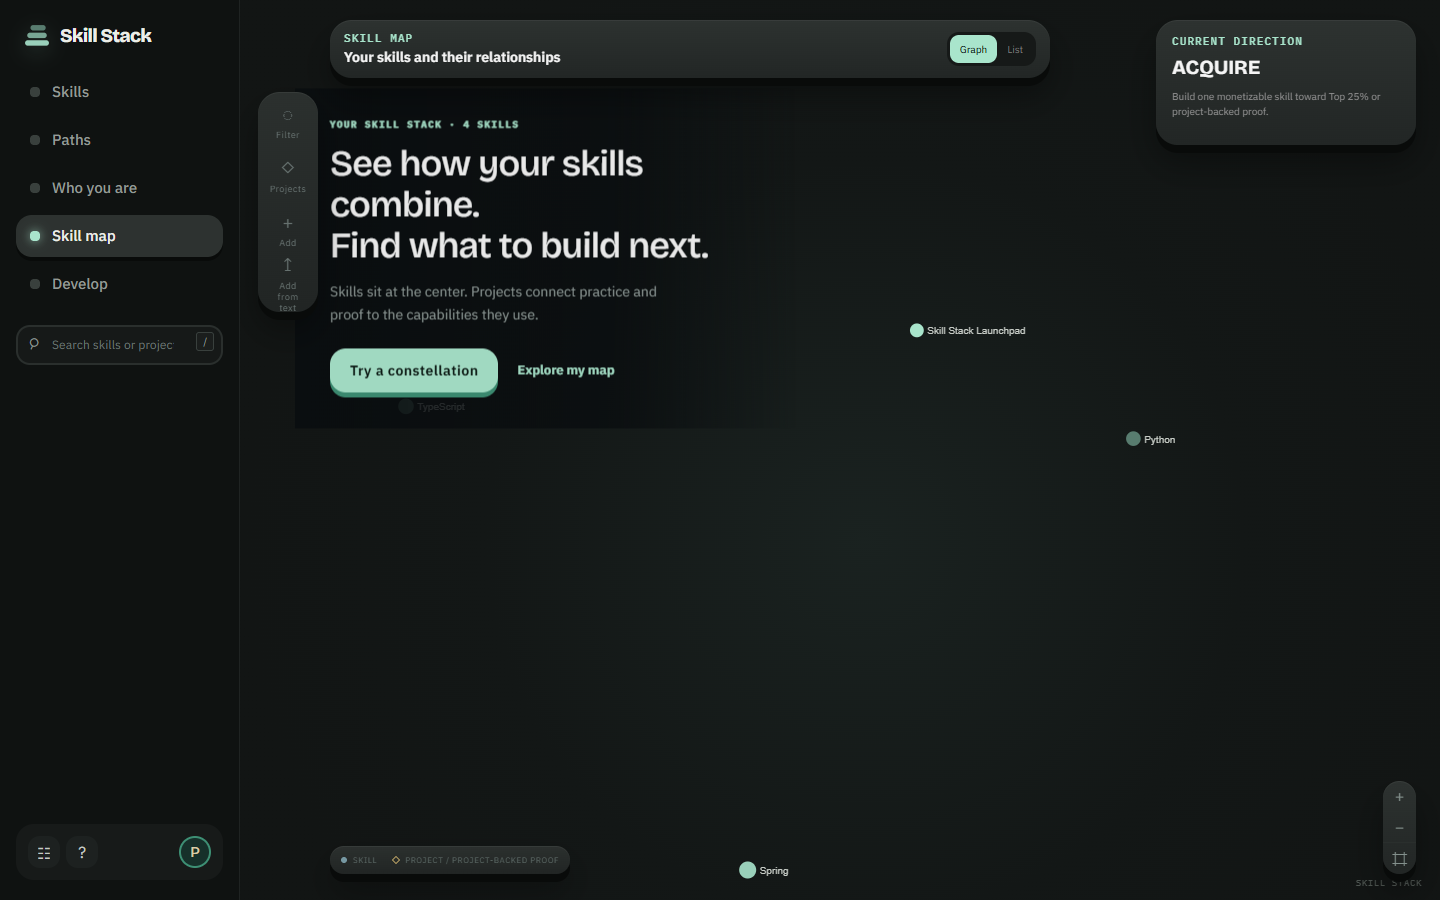 Skill Stack
Skills
Paths
Who you are
Skill map
Develop
Search skills or projec
/
?
P
SKILL MAP
Your skills and their relationships
Graph
List
CURRENT DIRECTION
ACQUIRE
Build one monetizable skill toward Top 25% or
project-backed proof.
Filter
Projects
+
Add
Add
from
text
YOUR SKILL STACK · 4 SKILLS
See how your skills
combine.
Find what to build next.
Skills sit at the center. Projects connect practice and
proof to the capabilities they use.
Try a constellation
Explore my map
TypeScript
Skill Stack Launchpad
Python
Spring
SKILL
PROJECT / PROJECT-BACKED PROOF
+
−
SKILL STACK